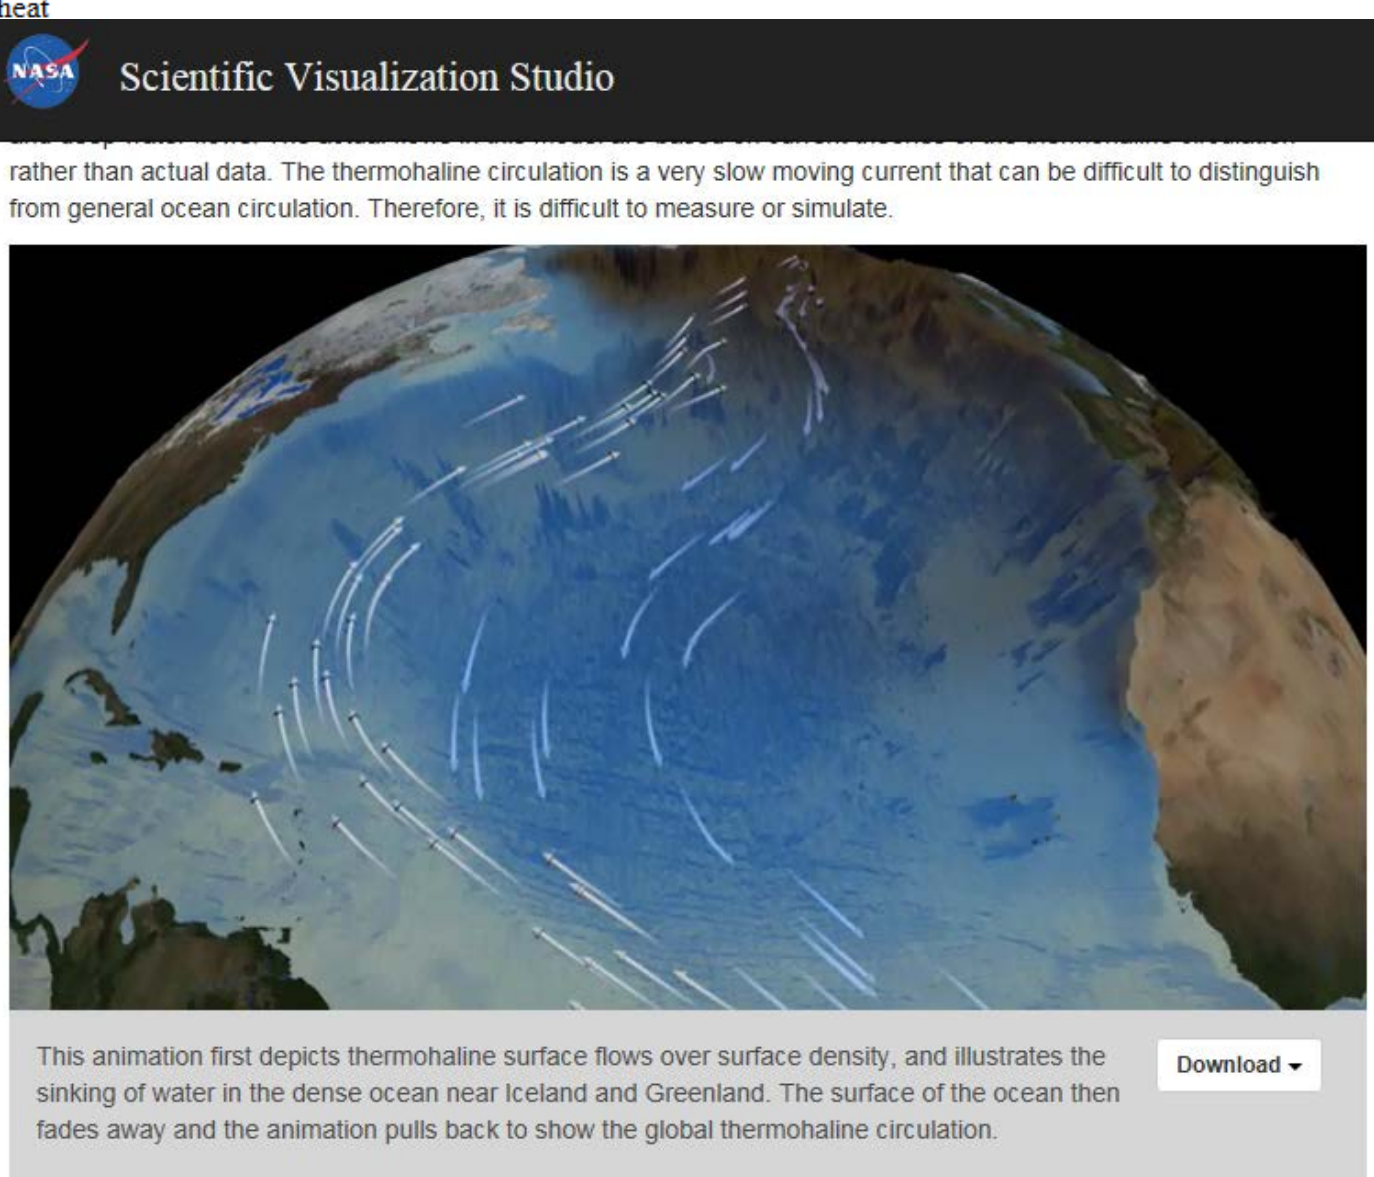 heat
NASA
Scientific Visualization Studio
rather than actual data. The thermohaline circulation is a very slow moving current that can be difficult to distinguish
from general ocean circulation. Therefore, it is difficult to measure or simulate.
This animation first depicts thermohaline surface flows over surface density, and illustrates the
sinking of water in the dense ocean near Iceland and Greenland. The surface of the ocean then
fades away and the animation pulls back to show the global thermohaline circulation.
Download